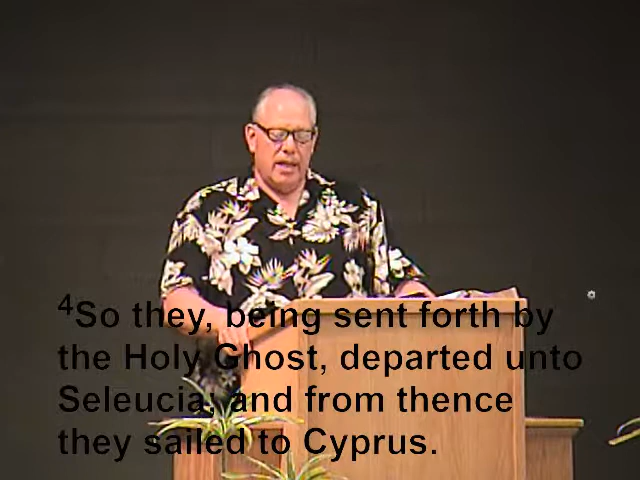 4So they, being sent forth by
the Holy Ghost, departed unto
Seleucia; and from thence
they sailed to Cyprus.